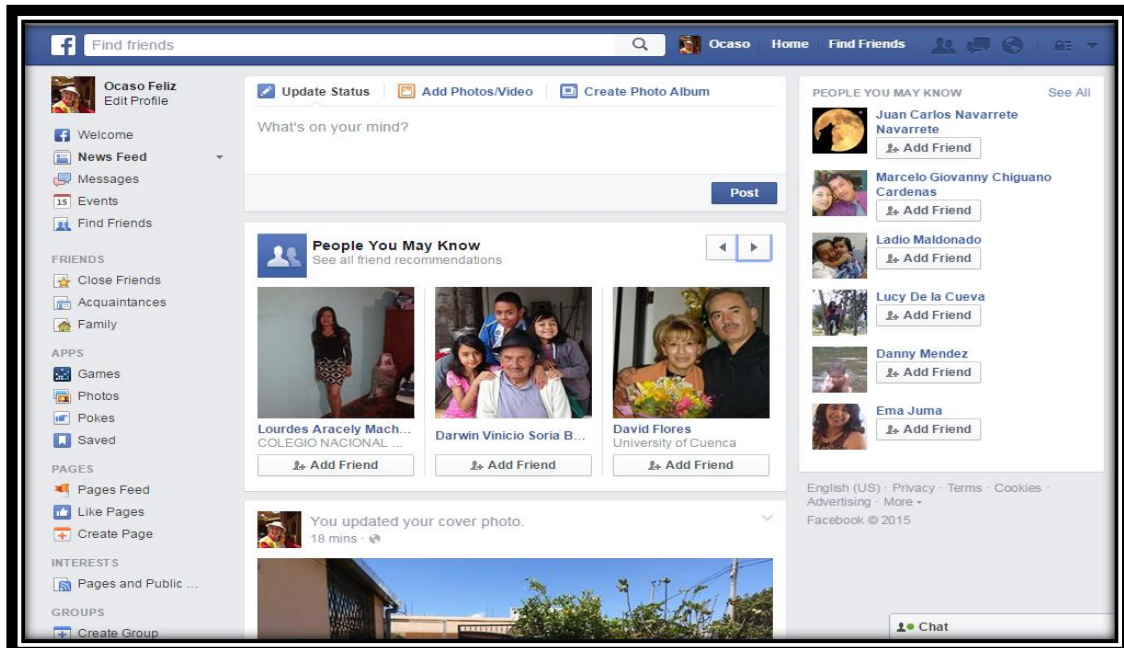 f
Find friends
Ocaso Home Find Friends
Ocaso Feliz
Edit Profile
Welcome
News Feed
Messages
15 Events
Find Friends
FRIENDS
Close Friends
Acquaintances
Family
APPS
Games
Photos
Pokes
Saved
PAGES
Pages Feed
Like Pages
Create Page
INTERESTS
Pages and Public ...
GROUPS
Create Group
Update Status Add Photos/Video Create Photo Album
What's on your mind?
Post
People You May Know
See all friend recommendations
Lourdes Aracely Mach...
COLEGIO NACIONAL ...
Add Friend
Darwin Vinicio Soria B...
Add Friend
David Flores
University of Cuenca
Add Friend
You updated your cover photo.
18 mins ·
PEOPLE YOU MAY KNOW See All
Juan Carlos Navarrete
Navarrete
Add Friend
Marcelo Giovanny Chiguano
Cardenas
Add Friend
Ladio Maldonado
Add Friend
Lucy De la Cueva
Add Friend
Danny Mendez
Add Friend
Ema Juma
Add Friend
English (US) · Privacy · Terms · Cookies ·
Advertising · More
Facebook © 2015
Chat